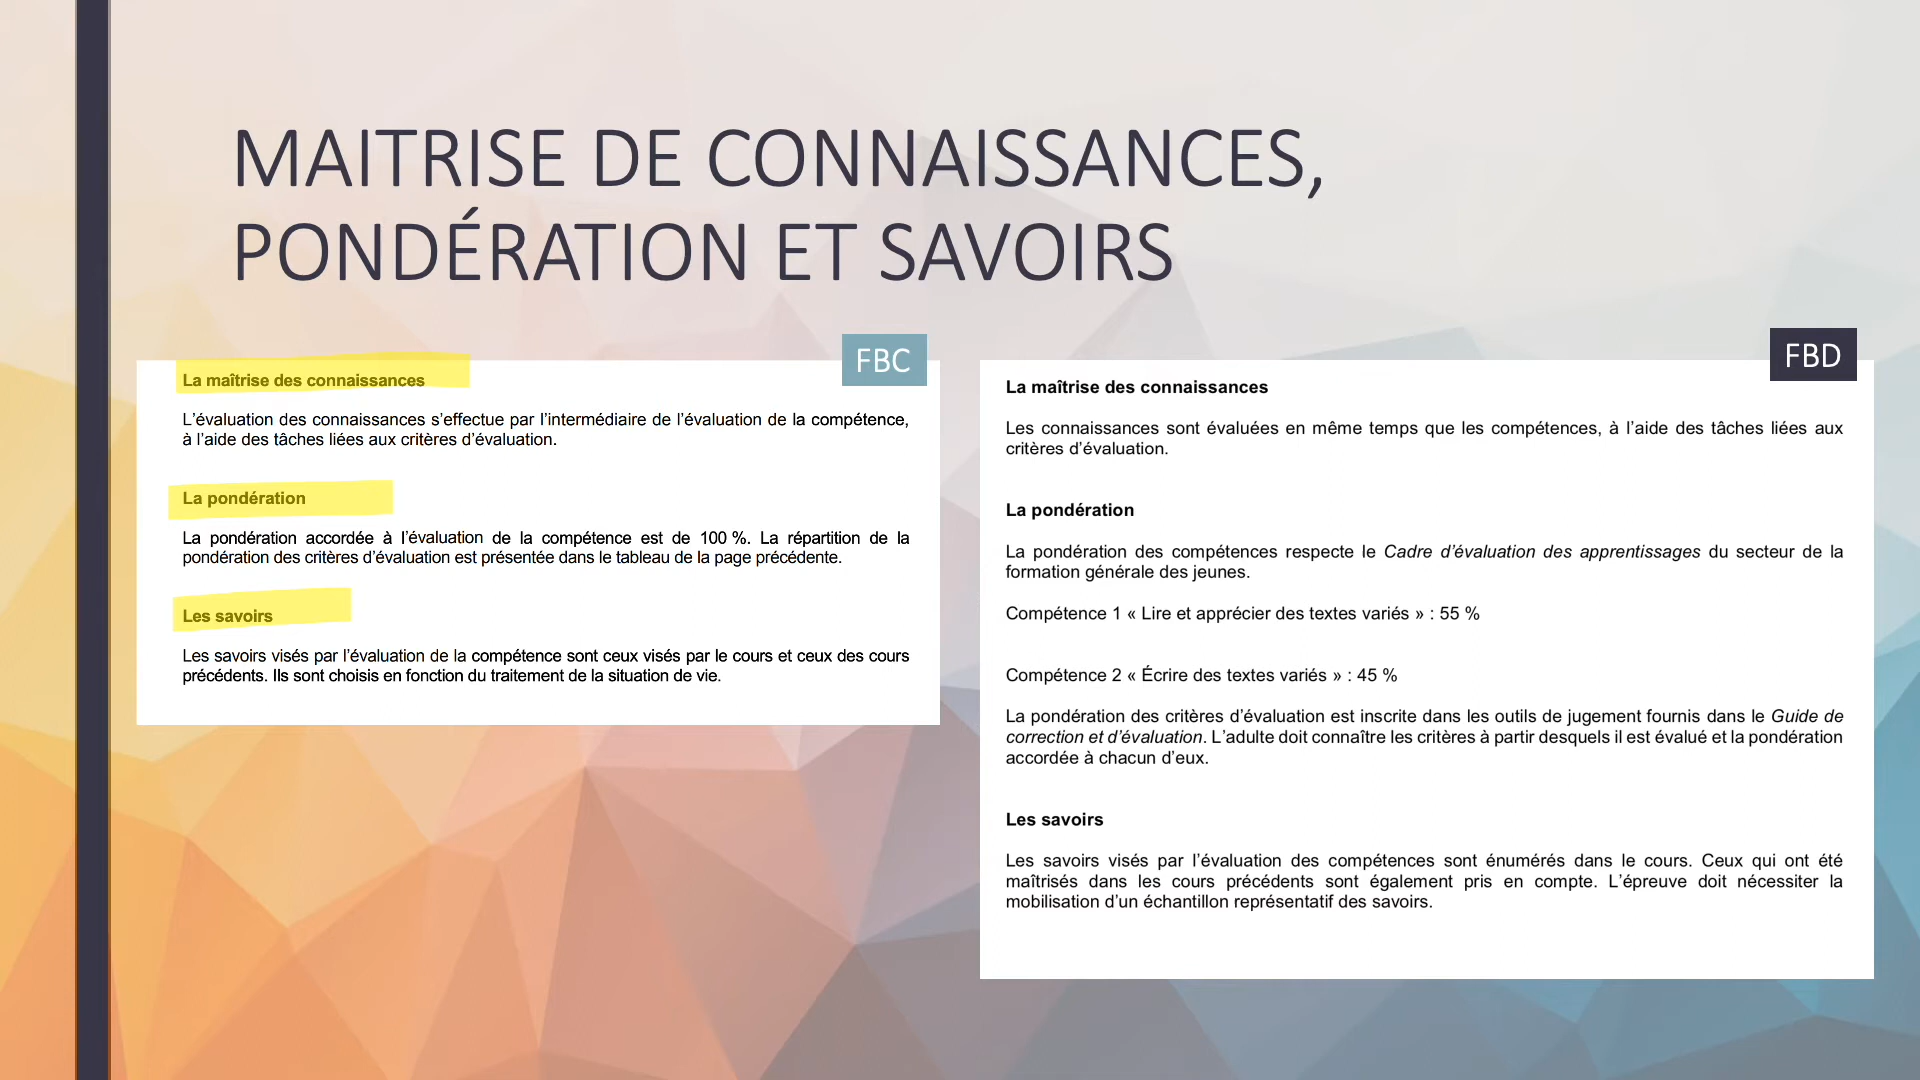 MAITRISE DE CONNAISSANCES,
PONDÉRATION ET SAVOIRS
FBC
La maîtrise des connaissances
L’évaluation des connaissances s’effectue par l’intermédiaire de l’évaluation de la compétence,
à l’aide des tâches liées aux critères d’évaluation.
La pondération
La pondération accordée à l’évaluation de la compétence est de 100 %. La répartition de la
pondération des critères d’évaluation est présentée dans le tableau de la page précédente.
Les savoirs
Les savoirs visés par l’évaluation de la compétence sont ceux visés par le cours et ceux des cours
précédents. Ils sont choisis en fonction du traitement de la situation de vie.
FBD
La maîtrise des connaissances
Les connaissances sont évaluées en même temps que les compétences, à l’aide des tâches liées aux
critères d’évaluation.
La pondération
La pondération des compétences respecte le Cadre d’évaluation des apprentissages du secteur de la
formation générale des jeunes.
Compétence 1 « Lire et apprécier des textes variés » : 55 %
Compétence 2 « Écrire des textes variés » : 45 %
La pondération des critères d’évaluation est inscrite dans les outils de jugement fournis dans le Guide de
correction et d’évaluation. L’adulte doit connaître les critères à partir desquels il est évalué et la pondération
accordée à chacun d’eux.
Les savoirs
Les savoirs visés par l’évaluation des compétences sont énumérés dans le cours. Ceux qui ont été
maîtrisés dans les cours précédents sont également pris en compte. L’épreuve doit nécessiter la
mobilisation d’un échantillon représentatif des savoirs.